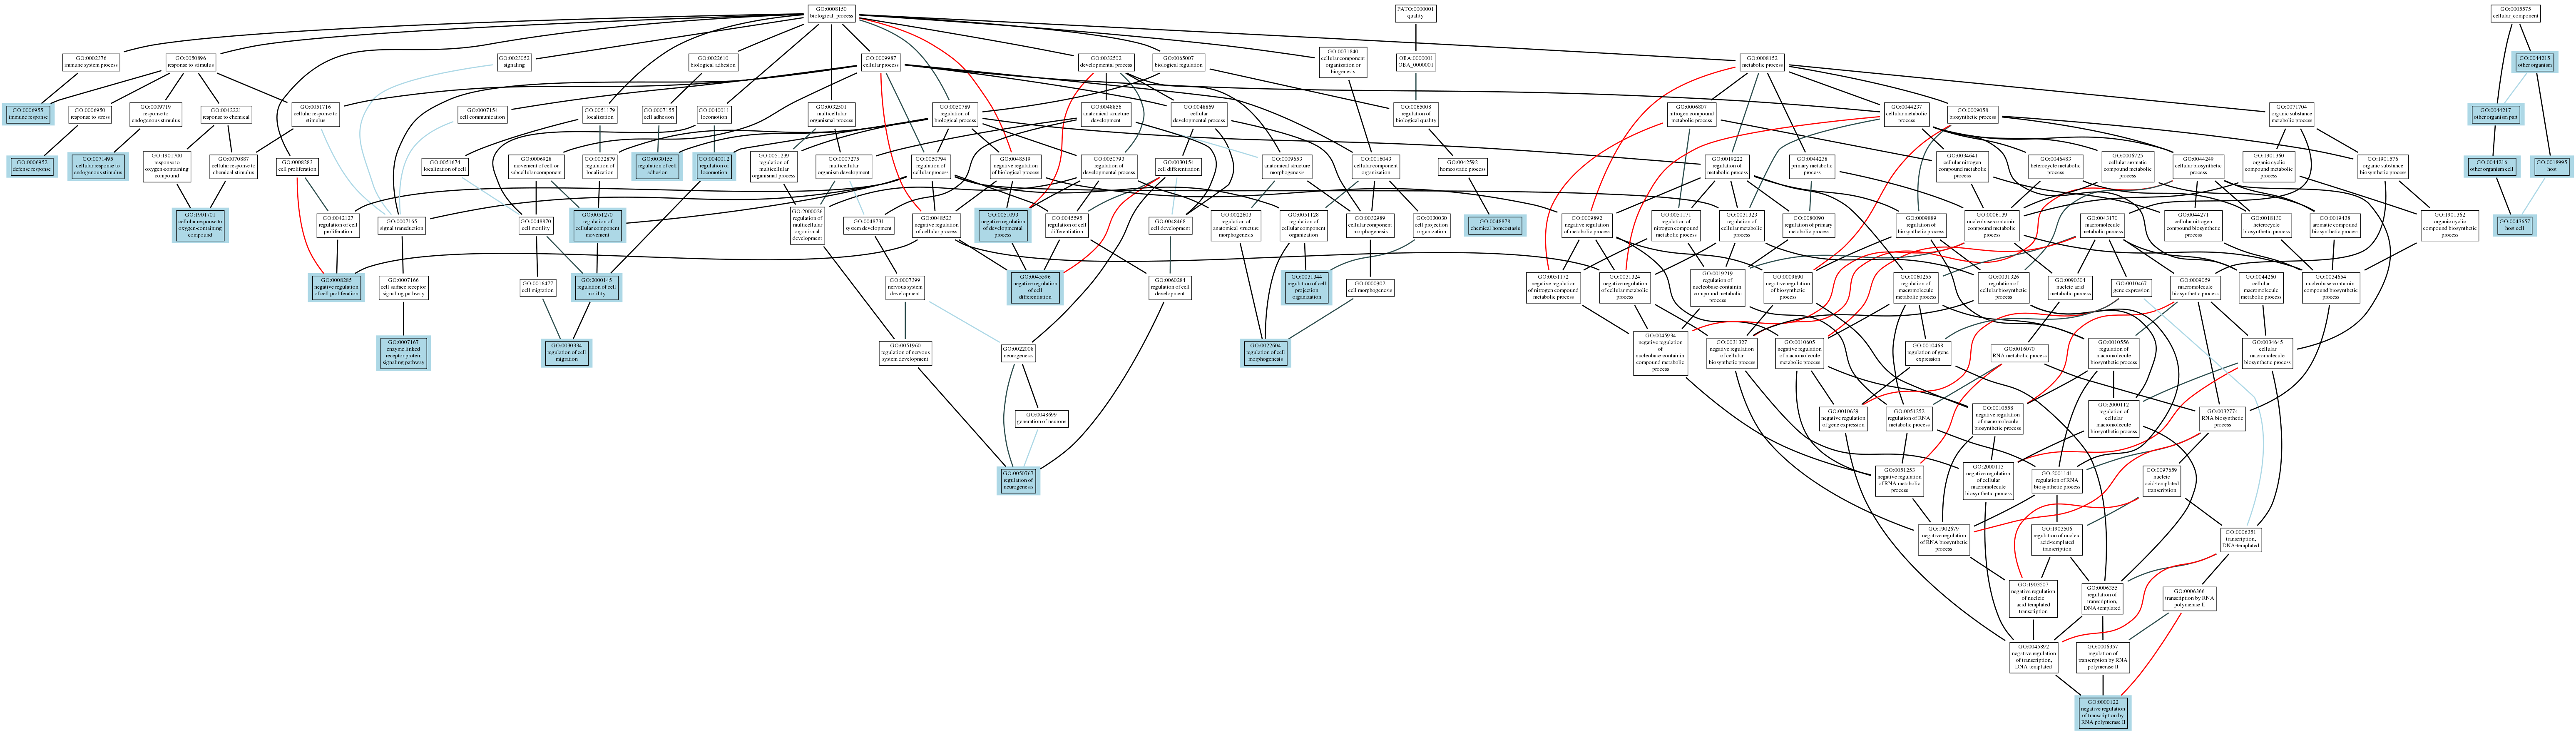 GO:0008150
biological_process
PATO:0000001
quality
GO:0005575
cellular_component
GO:0002376
immune system process
GO:0050896
response to stimulus
GO:0023052
signaling
GO:0022610
biological adhesion
GO:0009987
cellular process
GO:0032502
developmental process
GO:0065007
biological regulation
GO:0071840
cellular component
organization or
biogenesis
OBA:0000001
OBA_0000001
GO:0008152
metabolic process
GO:0044215
other organism
GO:0006955
immune response
GO:0006950
response to stress
GO:0009719
response to
endogenous stimulus
GO:0042221
response to chemical
GO:0051716
cellular response to
stimulus
GO:0007154
cell communication
GO:0051179
localization
GO:0007155
cell adhesion
GO:0040011
locomotion
GO:0032501
multicellular
organismal process
GO:0050789
regulation of
biological process
GO:0048856
anatomical structure
development
GO:0048869
cellular
developmental process
GO:0065008
regulation of
biological quality
GO:0006807
nitrogen compound
metabolic process
GO:0044237
cellular metabolic
process
GO:0009058
biosynthetic process
GO:0071704
organic substance
metabolic process
GO:0044217
other organism part
GO:0006952
defense response
GO:0071495
cellular response to
endogenous stimulus
GO:1901700
response to
oxygen-containing
compound
GO:0070887
cellular response to
chemical stimulus
GO:0008283
cell proliferation
GO:0051674
localization of cell
GO:0006928
movement of cell or
subcellular component
GO:0032879
regulation of
localization
GO:0030155
regulation of cell
adhesion
GO:0040012
regulation of
locomotion
GO:0051239
regulation of
multicellular
organismal process
GO:0007275
multicellular
organism development
GO:0050794
regulation of
cellular process
GO:0048519
negative regulation
of biological process
GO:0050793
regulation of
developmental process
GO:0030154
cell differentiation
GO:0009653
anatomical structure
morphogenesis
GO:0016043
cellular component
organization
GO:0042592
homeostatic process
GO:0019222
regulation of
metabolic process
GO:0044238
primary metabolic
process
GO:0034641
cellular nitrogen
compound metabolic
process
GO:0046483
heterocycle metabolic
process
GO:0006725
cellular aromatic
compound metabolic
process
GO:0044249
cellular biosynthetic
process
GO:1901360
organic cyclic
compound metabolic
process
GO:1901576
organic substance
biosynthetic process
GO:0044216
other organism cell
GO:0018995
host
GO:1901701
cellular response to
oxygen-containing
compound
GO:0042127
regulation of cell
proliferation
GO:0007165
signal transduction
GO:0048870
cell motility
GO:0051270
regulation of
cellular component
movement
GO:2000026
regulation of
multicellular
organismal
development
GO:0048731
system development
GO:0048523
negative regulation
of cellular process
GO:0051093
negative regulation
of developmental
process
GO:0045595
regulation of cell
differentiation
GO:0048468
cell development
GO:0022603
regulation of
anatomical structure
morphogenesis
GO:0051128
regulation of
cellular component
organization
GO:0032989
cellular component
morphogenesis
GO:0030030
cell projection
organization
GO:0048878
chemical homeostasis
GO:0009892
negative regulation
of metabolic process
GO:0051171
regulation of
nitrogen compound
metabolic process
GO:0031323
regulation of
cellular metabolic
process
GO:0080090
regulation of primary
metabolic process
GO:0009889
regulation of
biosynthetic process
GO:0006139
nucleobase-containin
compound metabolic
process
GO:0043170
macromolecule
metabolic process
GO:0044271
cellular nitrogen
compound biosynthetic
process
GO:0018130
heterocycle
biosynthetic process
GO:0019438
aromatic compound
biosynthetic process
GO:1901362
organic cyclic
compound biosynthetic
process
GO:0043657
host cell
GO:0008285
negative regulation
of cell proliferation
GO:0007166
cell surface receptor
signaling pathway
GO:0016477
cell migration
GO:2000145
regulation of cell
motility
GO:0007399
nervous system
development
GO:0045596
negative regulation
of cell
differentiation
GO:0060284
regulation of cell
development
GO:0031344
regulation of cell
projection
organization
GO:0000902
cell morphogenesis
GO:0051172
negative regulation
of nitrogen compound
metabolic process
GO:0031324
negative regulation
of cellular metabolic
process
GO:0019219
regulation of
nucleobase-containin
compound metabolic
process
GO:0009890
negative regulation
of biosynthetic
process
GO:0060255
regulation of
macromolecule
metabolic process
GO:0031326
regulation of
cellular biosynthetic
process
GO:0090304
nucleic acid
metabolic process
GO:0010467
gene expression
GO:0009059
macromolecule
biosynthetic process
GO:0044260
cellular
macromolecule
metabolic process
GO:0034654
nucleobase-containin
compound biosynthetic
process
GO:0007167
enzyme linked
receptor protein
signaling pathway
GO:0030334
regulation of cell
migration
GO:0051960
regulation of nervous
system development
GO:0022008
neurogenesis
GO:0022604
regulation of cell
morphogenesis
GO:0045934
negative regulation
of
nucleobase-containin
compound metabolic
process
GO:0031327
negative regulation
of cellular
biosynthetic process
GO:0010605
negative regulation
of macromolecule
metabolic process
GO:0010468
regulation of gene
expression
GO:0016070
RNA metabolic process
GO:0010556
regulation of
macromolecule
biosynthetic process
GO:0034645
cellular
macromolecule
biosynthetic process
GO:0048699
generation of neurons
GO:0010629
negative regulation
of gene expression
GO:0051252
regulation of RNA
metabolic process
GO:0010558
negative regulation
of macromolecule
biosynthetic process
GO:2000112
regulation of
cellular
macromolecule
biosynthetic process
GO:0032774
RNA biosynthetic
process
GO:0050767
regulation of
neurogenesis
GO:0051253
negative regulation
of RNA metabolic
process
GO:2000113
negative regulation
of cellular
macromolecule
biosynthetic process
GO:2001141
regulation of RNA
biosynthetic process
GO:0097659
nucleic
acid-templated
transcription
GO:1902679
negative regulation
of RNA biosynthetic
process
GO:1903506
regulation of nucleic
acid-templated
transcription
GO:0006351
transcription,
DNA-templated
GO:1903507
negative regulation
of nucleic
acid-templated
transcription
GO:0006355
regulation of
transcription,
DNA-templated
GO:0006366
transcription by RNA
polymerase II
GO:0045892
negative regulation
of transcription,
DNA-templated
GO:0006357
regulation of
transcription by RNA
polymerase II
GO:0000122
negative regulation
of transcription by
RNA polymerase II